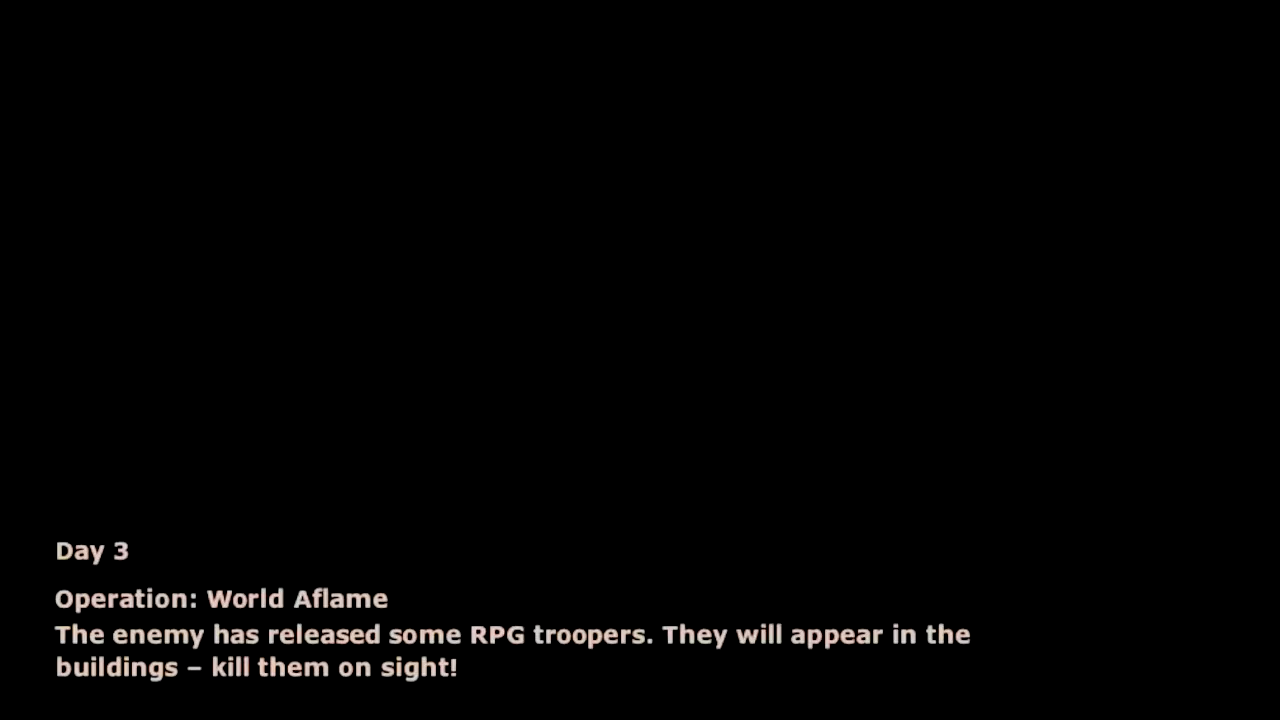 Day 3
Operation: World Aflame
The enemy has released some RPG troopers. They will appear in the
buildings – kill them on sight!